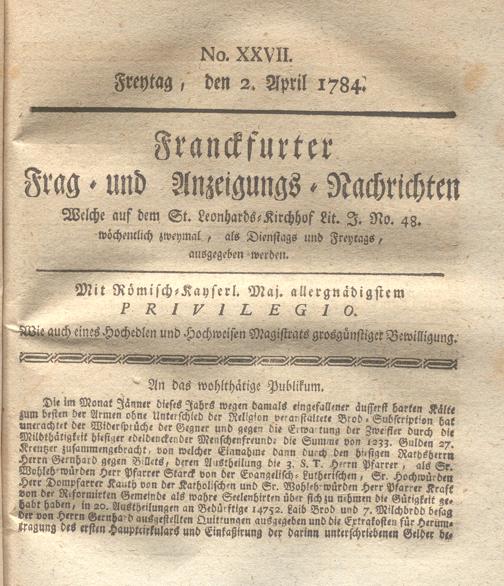 No. XXVII.
Freytag, den 2. April 1784.
Franckfurter
Frag- und Anzeigungs-Nachrichten
Welche auf dem St. Leonhards-Kirchhof Lit. J. No. 48.
wöchentlich zweymal, als Dienstags und Freytags,
ausgegeben werden.
Mit Römisch-Kayserl. Maj. allergnädigstem
PRIVILEGIO.
Wie auch eines Hochedlen und Hochweisen Magistrats grosgünstiger Bewilligung.
An das wohlthätige Publikum.
Die im Monat Jänner dieses Jahrs wegen damals eingefallener äusserst harten Kälte
zum besten der Armen ohne Unterschied der Religion veranstaltete Brod-Subscription hat
unerachtet der Widersprüche der Gegner und gegen die Erwartung der Zweifler durch die
Mildthätigkeit hiesiger edeldenckender Menschenfreunde die Summe von 1233. Gulden 27.
Kreutzer zusammengebracht, von welcher Einnahme dann durch den hiesigen Rathsherrn
Herrn Gernhard gegen Billets, deren Austheilung die 3. S. T. Herrn Pfarrer, als Sr.
Wohlehrwürden Herr Pfarrer Starck von der Evangelisch-Lutherischen, Sr. Hochwürden
Herr Dompfarrer Kauth von der Katholischen und Sr. Wohlehrwürden Herr Pfarrer Kraft
von der Reformirten Gemeinde als wahre Seelenhirten über sich zu nehmen die Gütigkeit ge-
habt haben, in 20. Austheilungen an Bedürftige 14752. Laib Brod und 7. Milchbrod besag
der von Herrn Gernhard ausgestellten Quittungen ausgegeben und die Extrakosten für Herum-
tragung des ersten Hauptcirkulars und Einkaßirung der darinn unterschriebenen Gelder be-